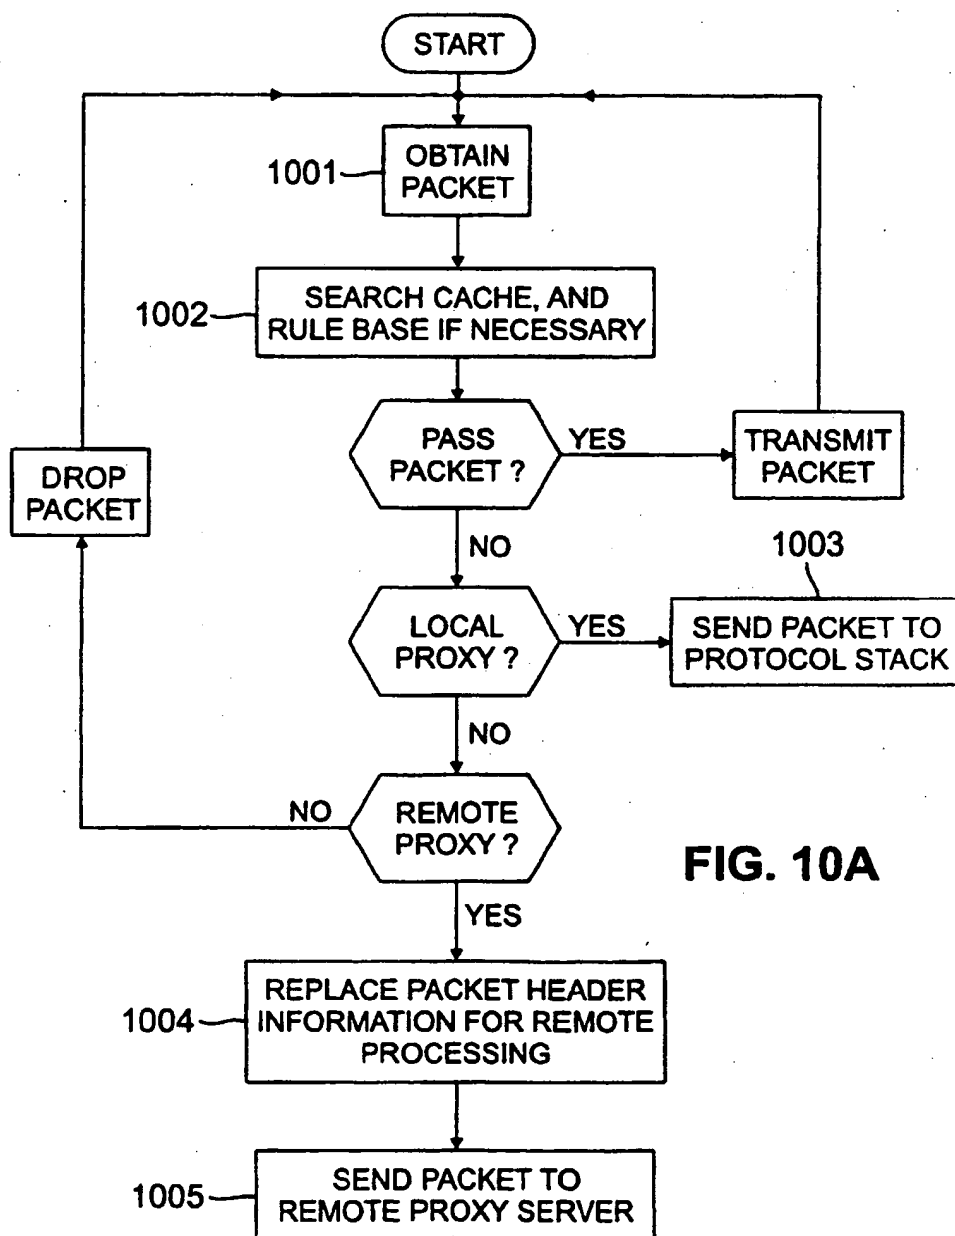 START
1001
OBTAIN
PACKET
1002
SEARCH CACHE, AND
RULE BASE IF NECESSARY
PASS
PACKET ?
YES
TRANSMIT
PACKET
DROP
PACKET
NO
1003
LOCAL
PROXY ?
YES
SEND PACKET TO
PROTOCOL STACK
NO
NO
REMOTE
PROXY ?
FIG. 10A
YES
1004
REPLACE PACKET HEADER
INFORMATION FOR REMOTE
PROCESSING
1005
SEND PACKET TO
REMOTE PROXY SERVER